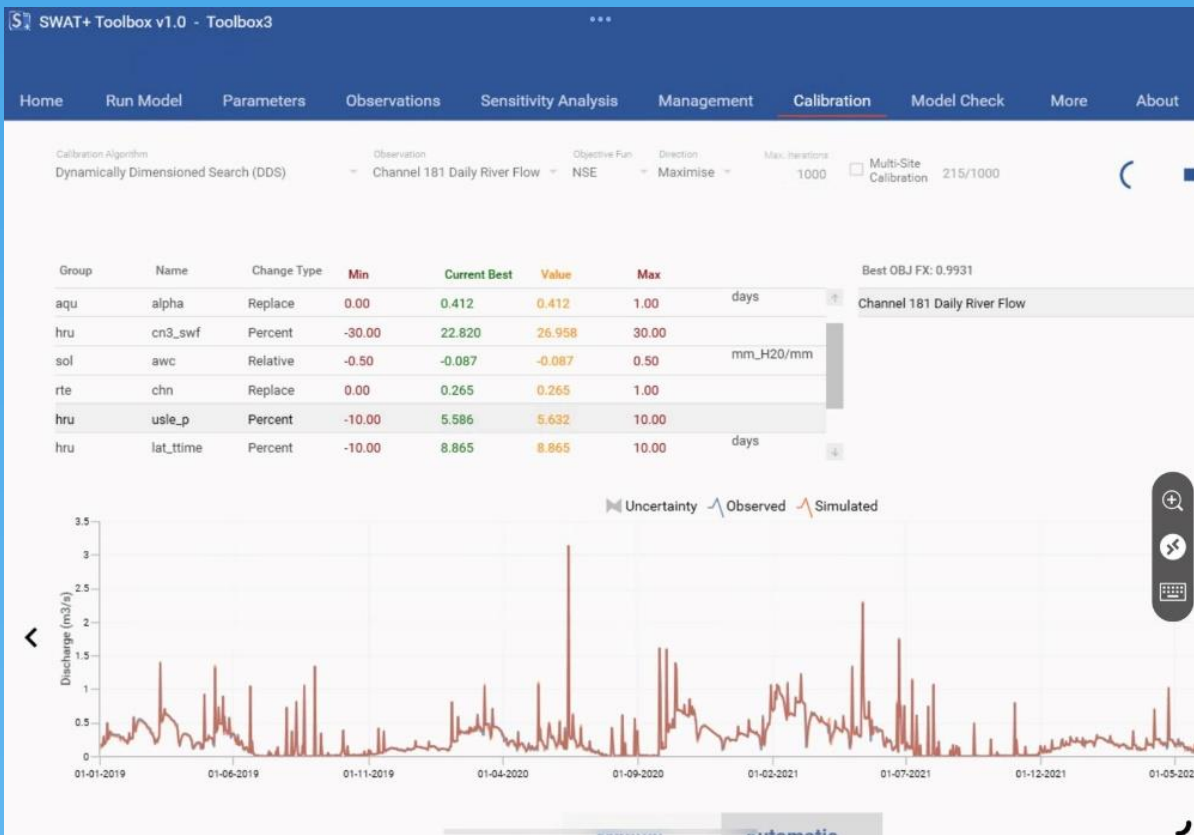 SWAT+ Toolbox v1.0 - Toolbox3
Home Run Model Parameters Observations Sensitivity Analysis Management Calibration Model Check More About
Calibration Algorithm Observation Objective Fun Direction Max. Iterations
Dynamically Dimensioned Search (DDS) Channel 181 Daily River Flow NSE Maximise 1000 Multi-Site Calibration 215/1000
Group Name Change Type Min Current Best Value Max Best OBJ FX: 0.9931
aqu alpha Replace 0.00 0.412 0.412 1.00 days Channel 181 Daily River Flow
hru cn3_swf Percent -30.00 22.820 26.958 30.00
sol awc Relative -0.50 -0.087 -0.087 0.50 mm_H20/mm
rte chn Replace 0.00 0.265 0.265 1.00
hru usle_p Percent -10.00 5.586 5.632 10.00
hru lat_ttime Percent -10.00 8.865 8.865 10.00 days
Uncertainty Observed Simulated
Discharge (m3/s)
3.5
3
2.5
2
1.5
1
0.5
0
01-01-2019 01-06-2019 01-11-2019 01-04-2020 01-09-2020 01-02-2021 01-07-2021 01-12-2021 01-05-202